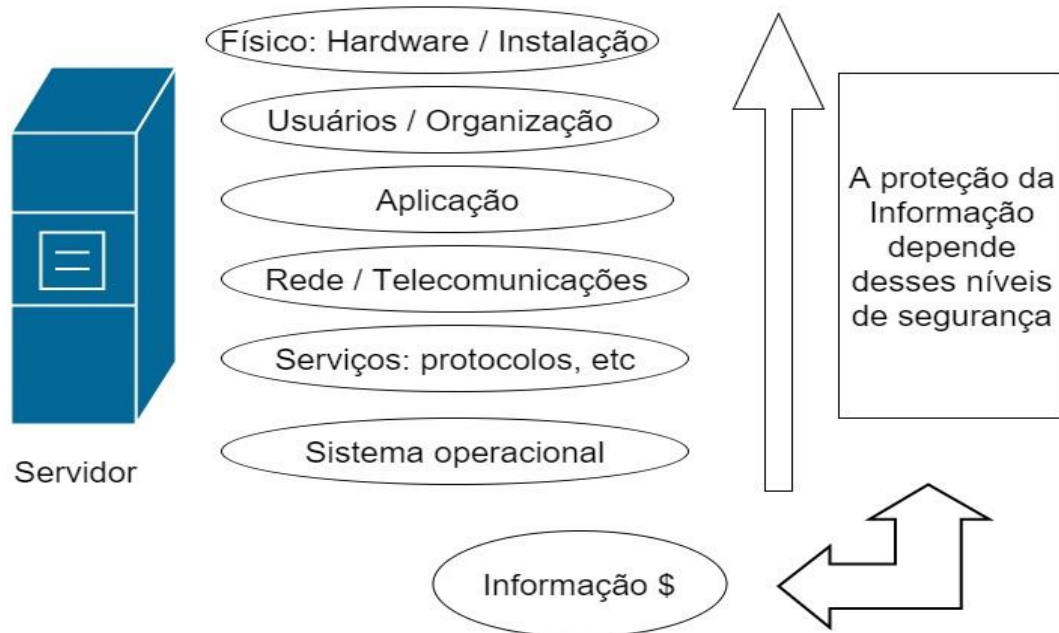 Físico: Hardware / Instalação
Usuários / Organização
Aplicação
Rede / Telecomunicações
Serviços: protocolos, etc
Sistema operacional
Servidor
Informação $
A proteção da
Informação
depende
desses níveis
de segurança